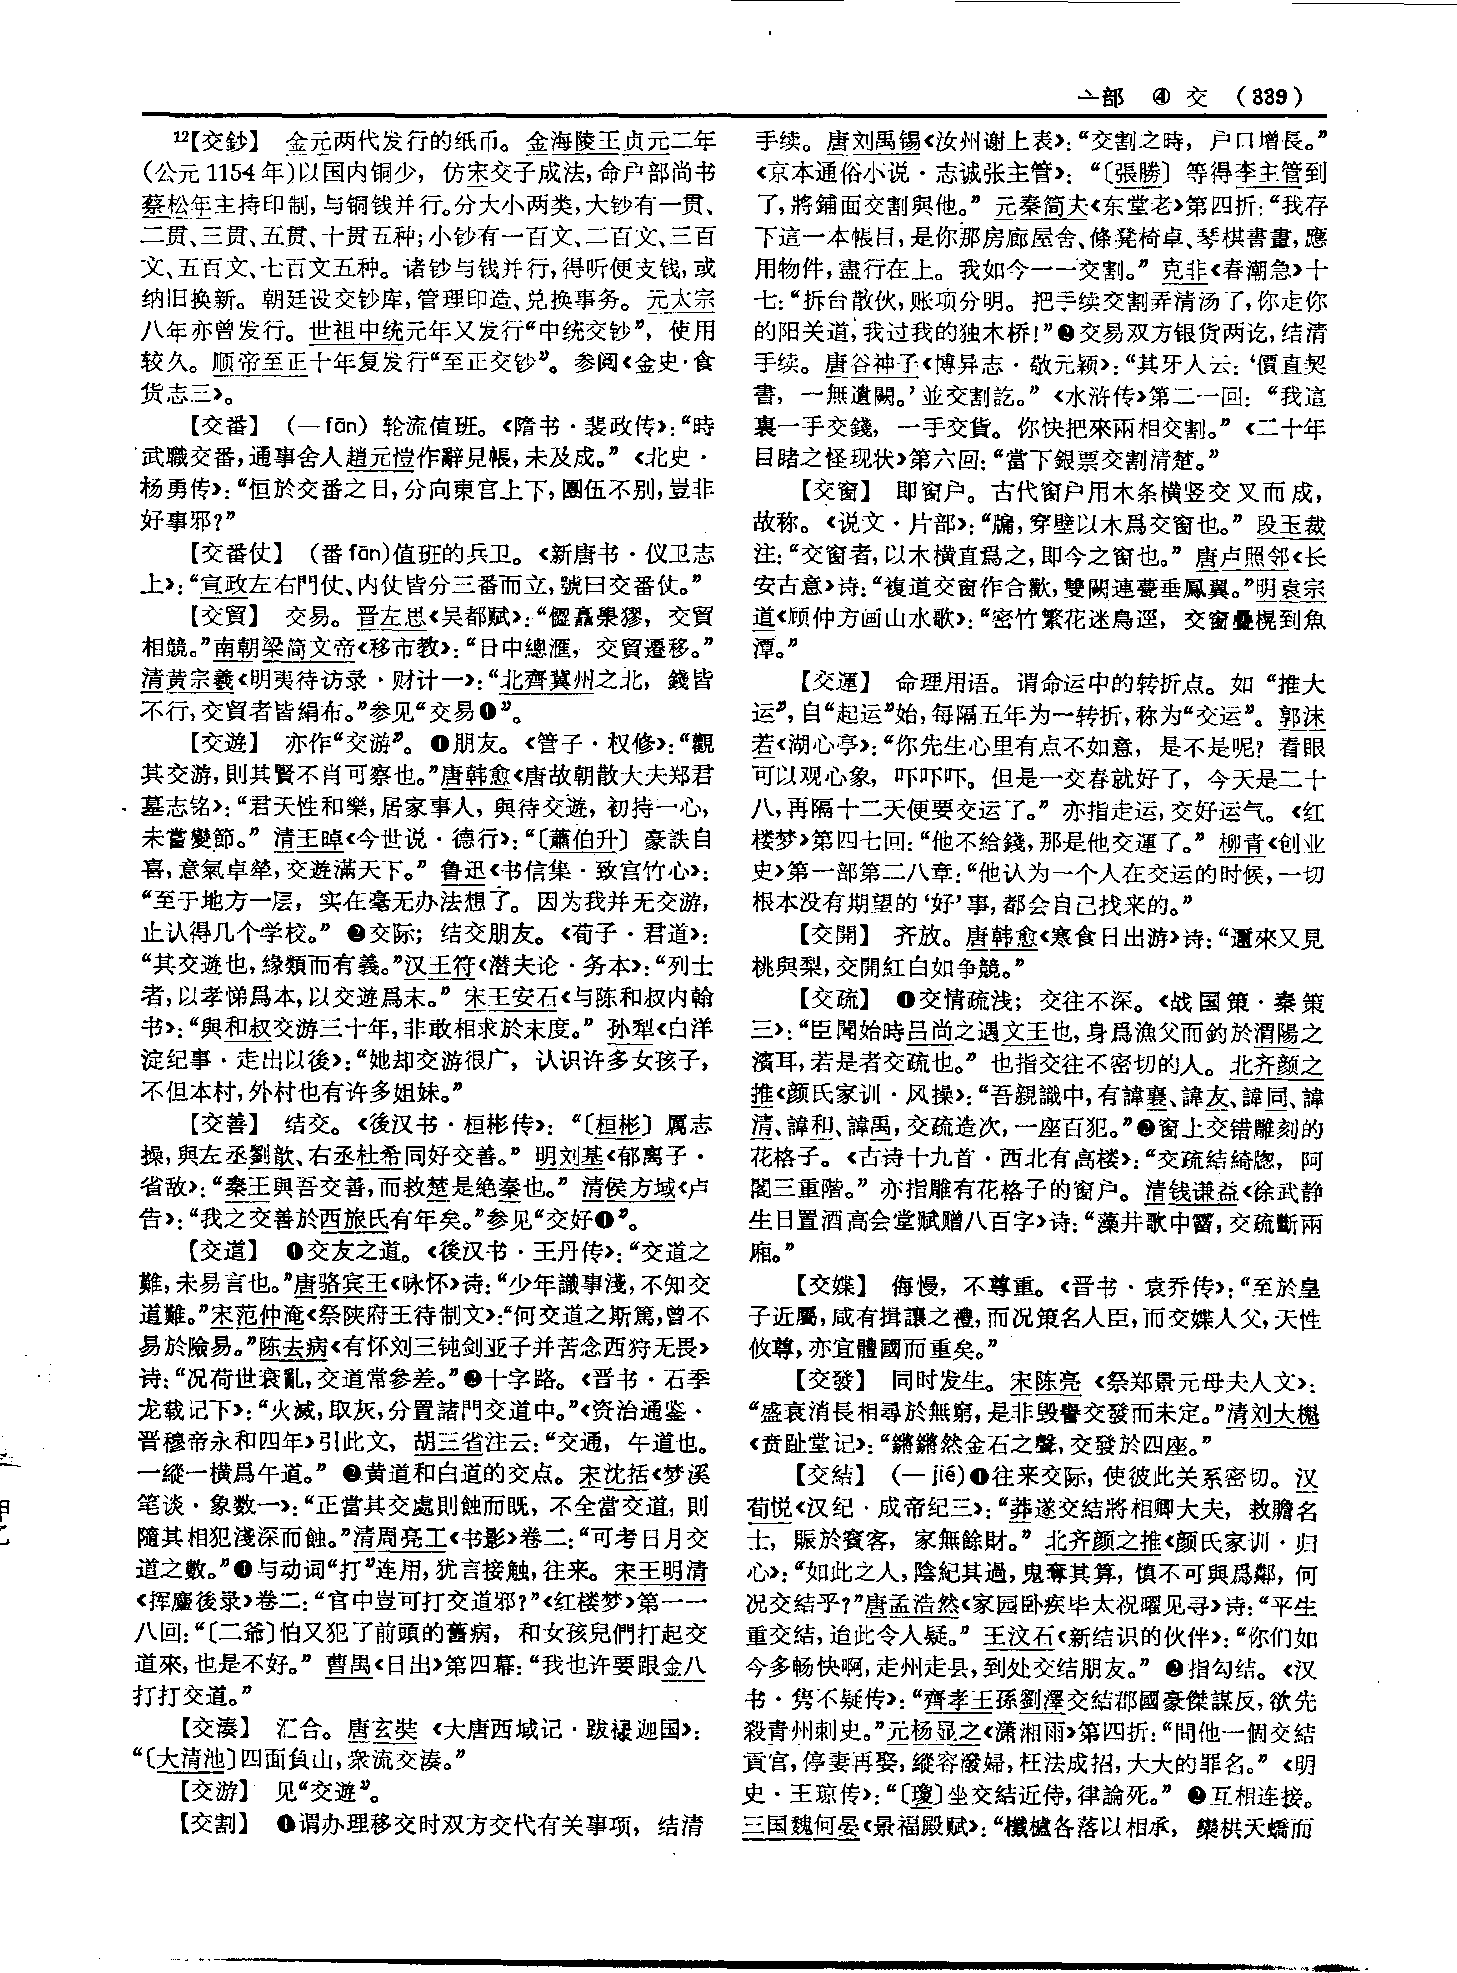 亠部 ④ 交 （339）
12【交鈔】 金元两代发行的纸币。金海陵王贞元二年
（公元1154年）以国内铜少，仿宋交子成法，命户部尚书
蔡松年主持印制，与铜钱并行。分大小两类，大钞有一贯、
二贯、三贯、五贯、十贯五种；小钞有一百文、二百文、三百
文、五百文、七百文五种。诸钞与钱并行，得听便支钱，或
纳旧换新。朝廷设交钞库，管理印造、兑换事务。元太宗
八年亦曾发行。世祖中统元年又发行“中统交钞”，使用
较久。顺帝至正十年复发行“至正交钞”。参阅《金史·食
货志三》。
【交番】 （—fān）轮流值班。《隋书·裴政传》：“時
武職交番，通事舍人趙元愷作辭見帳，未及成。”《北史·
杨勇传》：“恒於交番之日，分向東宫上下，團伍不别，豈非
好事邪？”
【交番仗】 （番fān）值班的兵卫。《新唐书·仪卫志
上》：“宣政左右門仗、内仗皆分三番而立，號曰交番仗。”
【交貿】 交易。晋左思《吴都赋》：“儸譶䍏獠，交貿
相競。”南朝梁简文帝《移市教》：“日中總滙，交貿遷移。”
清黄宗羲《明夷待访录·财计一》：“北齊冀州之北，錢皆
不行，交貿者皆絹布。”参见“交易❶”。
【交遊】 亦作“交游”。❶朋友。《管子·权修》：“觀
其交游，則其賢不肖可察也。”唐韩愈《唐故朝散大夫郑君
墓志铭》：“君天性和樂，居家事人，與待交遊，初持一心，
未嘗變節。” 清王晫《今世说·德行》：“〔蕭伯升〕豪訣自
喜，意氣卓犖，交遊滿天下。”鲁迅《书信集·致宫竹心》：
“至于地方一层，实在毫无办法想了。因为我并无交游，
止认得几个学校。” ❷交际；结交朋友。《荀子·君道》：
“其交遊也，緣類而有義。”汉王符《潜夫论·务本》：“列士
者，以孝悌爲本，以交遊爲末。” 宋王安石《与陈和叔内翰
书》：“與和叔交游三十年，非敢相求於末度。” 孙犁《白洋
淀纪事·走出以後》：“她却交游很广，认识许多女孩子，
不但本村，外村也有许多姐妹。”
【交善】 结交。《後汉书·桓彬传》：“〔桓彬〕厲志
操，與左丞劉歆、右丞杜希同好交善。” 明刘基《郁离子·
省敌》：“秦王與吾交善，而救楚是絶秦也。” 清侯方域《卢
告》：“我之交善於西旅氏有年矣。”参见“交好❶”。
【交道】 ❶交友之道。《後汉书·王丹传》：“交道之
難，未易言也。”唐骆宾王《咏怀》诗：“少年識事淺，不知交
道難。”宋范仲淹《祭陕府王待制文》：“何交道之斯篤，曾不
易於險易。”陈去病《有怀刘三钝剑亚子并苦念西狩无畏》
诗：“况荷世衰亂，交道常參差。”❷十字路。《晋书·石季
龙载记下》：“火滅，取灰，分置諸門交道中。”《资治通鉴·
晋穆帝永和四年》引此文，胡三省注云：“交通，午道也。
一縱一横爲午道。” ❸黄道和白道的交点。宋沈括《梦溪
笔谈·象数一》：“正當其交處則蝕而既，不全當交道，則
隨其相犯淺深而蝕。”清周亮工《书影》卷二：“可考日月交
道之數。”❹与动词“打”连用，犹言接触，往来。宋王明清
《挥麈後录》卷二：“官中豈可打交道邪？”《红楼梦》第一一
八回：“〔二爺〕怕又犯了前頭的舊病，和女孩兒們打起交
道來，也是不好。” 曹禺《日出》第四幕：“我也许要跟金八
打打交道。”
【交湊】 汇合。唐玄奘《大唐西域记·跋禄迦国》：
“〔大清池〕四面負山，衆流交湊。”
【交游】 见“交遊”。
【交割】 ❶谓办理移交时双方交代有关事项，结清
手续。唐刘禹锡《汝州谢上表》：“交割之時，户口增長。”
《京本通俗小说·志诚张主管》：“〔張勝〕等得李主管到
了，將鋪面交割與他。” 元秦简夫《东堂老》第四折：“我存
下這一本帳目，是你那房廊屋舍、條凳椅卓、琴棋書畫，應
用物件，盡行在上。我如今一一交割。” 克非《春潮急》十
七：“拆台散伙，账项分明。把手续交割弄清汤了，你走你
的阳关道，我过我的独木桥！”❷交易双方银货两讫，结清
手续。唐谷神子《博异志·敬元颖》：“其牙人云：‘價直契
書，一無遺闕。’並交割訖。”《水浒传》第二一回：“我這
裏一手交錢，一手交貨。你快把來兩相交割。”《二十年
目睹之怪现状》第六回：“當下銀票交割清楚。”
【交窗】 即窗户。古代窗户用木条横竖交叉而成，
故称。《说文·片部》：“牖，穿壁以木爲交窗也。” 段玉裁
注：“交窗者，以木横直爲之，即今之窗也。” 唐卢照邻《长
安古意》诗：“複道交窗作合歡，雙闕連甍垂鳳翼。”明袁宗
道《顾仲方画山水歌》：“密竹繁花迷鳥逕，交窗疊榥到魚
潭。”
【交運】 命理用语。谓命运中的转折点。如“推大
运”，自“起运”始，每隔五年为一转折，称为“交运”。郭沫
若《湖心亭》：“你先生心里有点不如意，是不是呢？看眼
可以观心象，吓吓吓。但是一交春就好了，今天是二十
八，再隔十二天便要交运了。” 亦指走运，交好运气。《红
楼梦》第四七回：“他不給錢，那是他交運了。” 柳青《创业
史》第一部第二八章：“他认为一个人在交运的时候，一切
根本没有期望的‘好’事，都会自己找来的。”
【交開】 齐放。唐韩愈《寒食日出游》诗：“邇來又見
桃與梨，交開紅白如争競。”
【交疏】 ❶交情疏浅；交往不深。《战国策·秦策
三》：“臣聞始時吕尚之遇文王也，身爲漁父而釣於渭陽之
濱耳，若是者交疏也。” 也指交往不密切的人。北齐颜之
推《颜氏家训·风操》：“吾親識中，有諱襄、諱友、諱同、諱
清、諱和、諱禹，交疏造次，一座百犯。”❷窗上交错雕刻的
花格子。《古诗十九首·西北有高楼》：“交疏結綺牕，阿
閣三重階。” 亦指雕有花格子的窗户。清钱谦益《徐武静
生日置酒高会堂赋赠八百字》诗：“藻井歌中霤，交疏斷兩
廂。”
【交媟】 侮慢，不尊重。《晋书·袁乔传》：“至於皇
子近屬，咸有揖讓之禮，而况策名人臣，而交媟人父，天性
攸尊，亦宜體國而重矣。”
【交發】 同时发生。宋陈亮《祭郑景元母夫人文》：
“盛衰消長相尋於無窮，是非毁譽交發而未定。”清刘大櫆
《贲趾堂记》：“鏘鏘然金石之聲，交發於四座。”
【交結】 （—jié）❶往来交际，使彼此关系密切。汉
荀悦《汉纪·成帝纪三》：“莽遂交結將相卿大夫，救贍名
士，賑於賓客，家無餘財。” 北齐颜之推《颜氏家训·归
心》：“如此之人，陰紀其過，鬼奪其算，慎不可與爲鄰，何
况交結乎？”唐孟浩然《家园卧疾毕太祝曜见寻》诗：“平生
重交結，迨此令人疑。” 王汶石《新结识的伙伴》：“你们如
今多畅快啊，走州走县，到处交结朋友。” ❷指勾结。《汉
书·隽不疑传》：“齊孝王孫劉澤交結郡國豪傑謀反，欲先
殺青州刺史。”元杨显之《潇湘雨》第四折：“問他一個交結
貢官，停妻再娶，縱容潑婦，枉法成招，大大的罪名。”《明
史·王琼传》：“〔瓊〕坐交結近侍，律論死。” ❸互相连接。
三国魏何晏《景福殿赋》：“櫼櫨各落以相承，欒栱夭蟜而